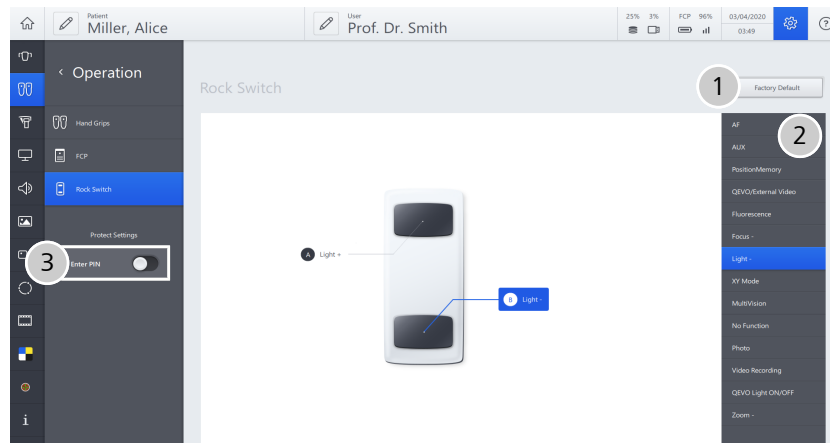 Patient
Miller, Alice
User
Prof. Dr. Smith
25% 3%
FCP 96%
03/04/2020
03:49
?
< Operation
Rock Switch
1
Factory Default
Hand Grips
FCP
Rock Switch
Protect Settings
3
Enter PIN
A Light +
B Light -
2
AF
AUX
PositionMemory
QEVO/External Video
Fluorescence
Focus -
Light -
XY Mode
MultiVision
No Function
Photo
Video Recording
QEVO Light ON/OFF
Zoom -
i